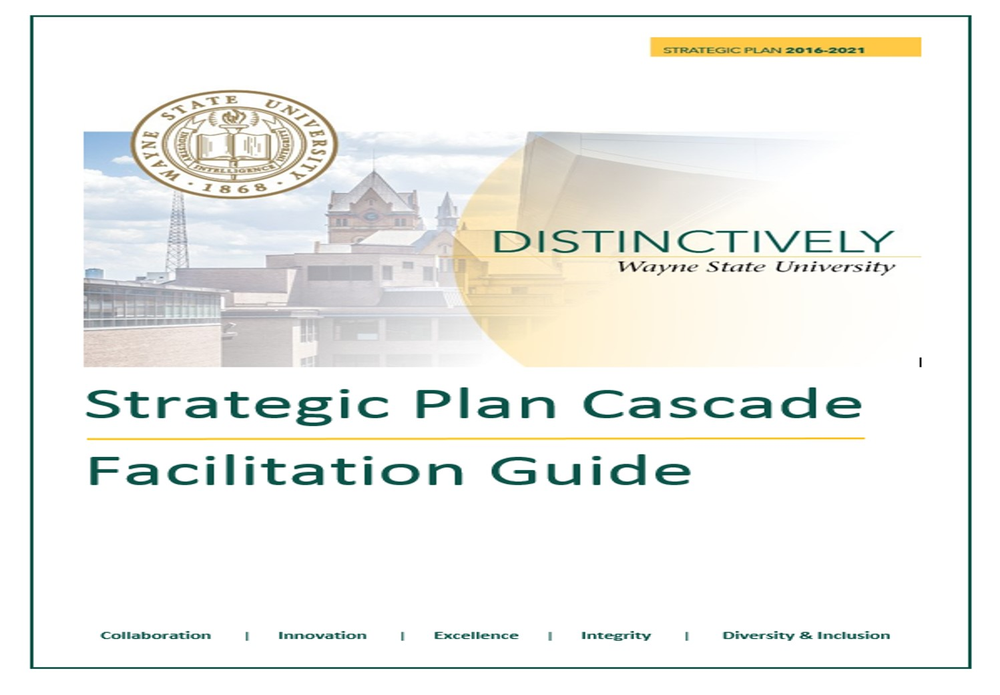 STRATEGIC PLAN 2016-2021
WAYNE STATE UNIVERSITY
INDUSTRY
INTELLIGENCE
INTEGRITY
· 1868 ·
DISTINCTIVELY
Wayne State University
Strategic Plan Cascade
Facilitation Guide
Collaboration | Innovation | Excellence | Integrity | Diversity & Inclusion